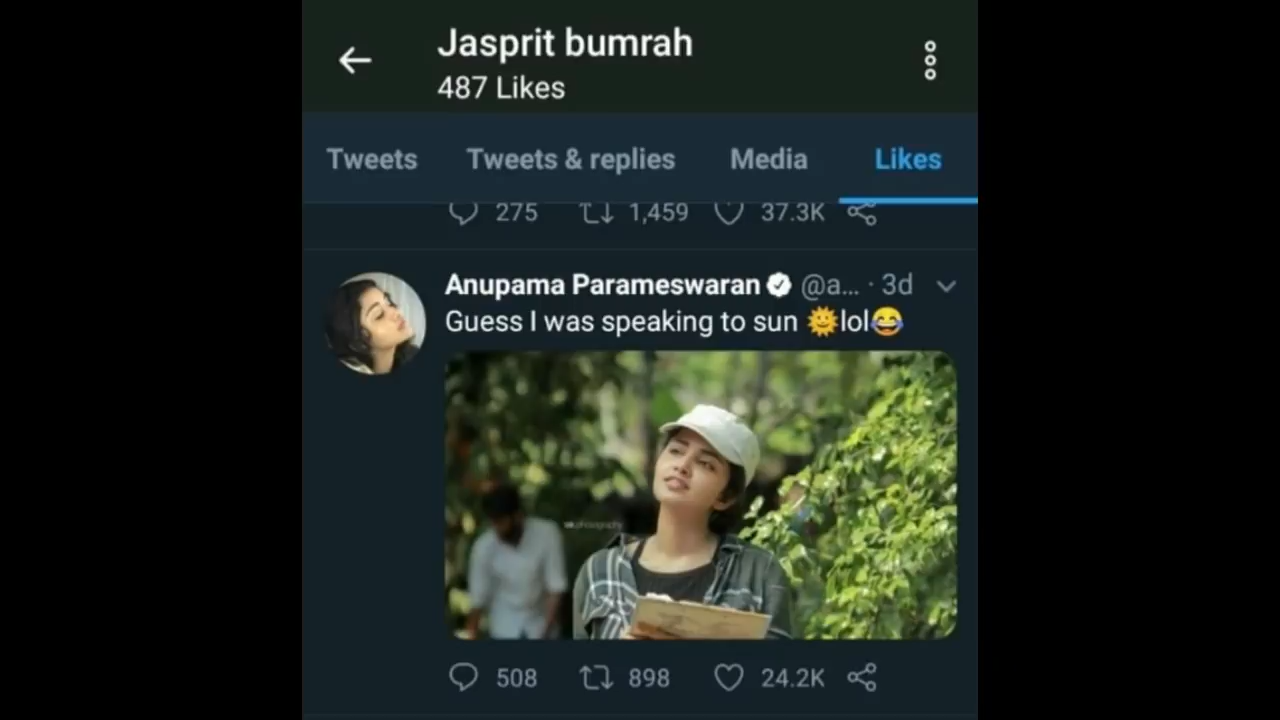 Jasprit bumrah
487 Likes
Tweets Tweets & replies Media Likes
275 1,459 37.3K
Anupama Parameswaran @a... · 3d
Guess I was speaking to sun 🌞lol😂
508 898 24.2K